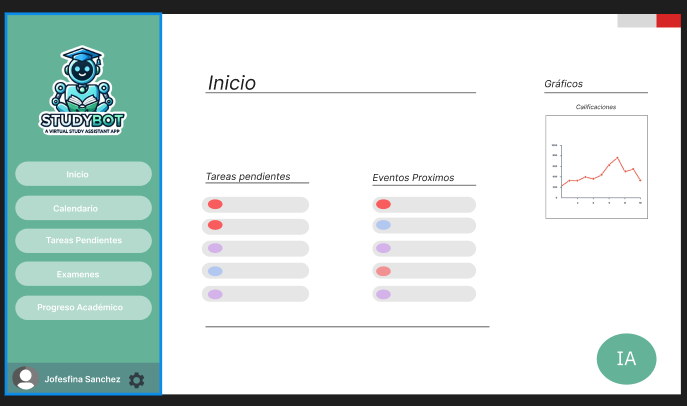 STUDYBOT
A VIRTUAL STUDY ASSISTANT APP
Inicio
Calendario
Tareas Pendientes
Examenes
Progreso Académico
Jofesfina Sanchez
Inicio
Tareas pendientes
Eventos Proximos
Gráficos
Calificaciones
IA